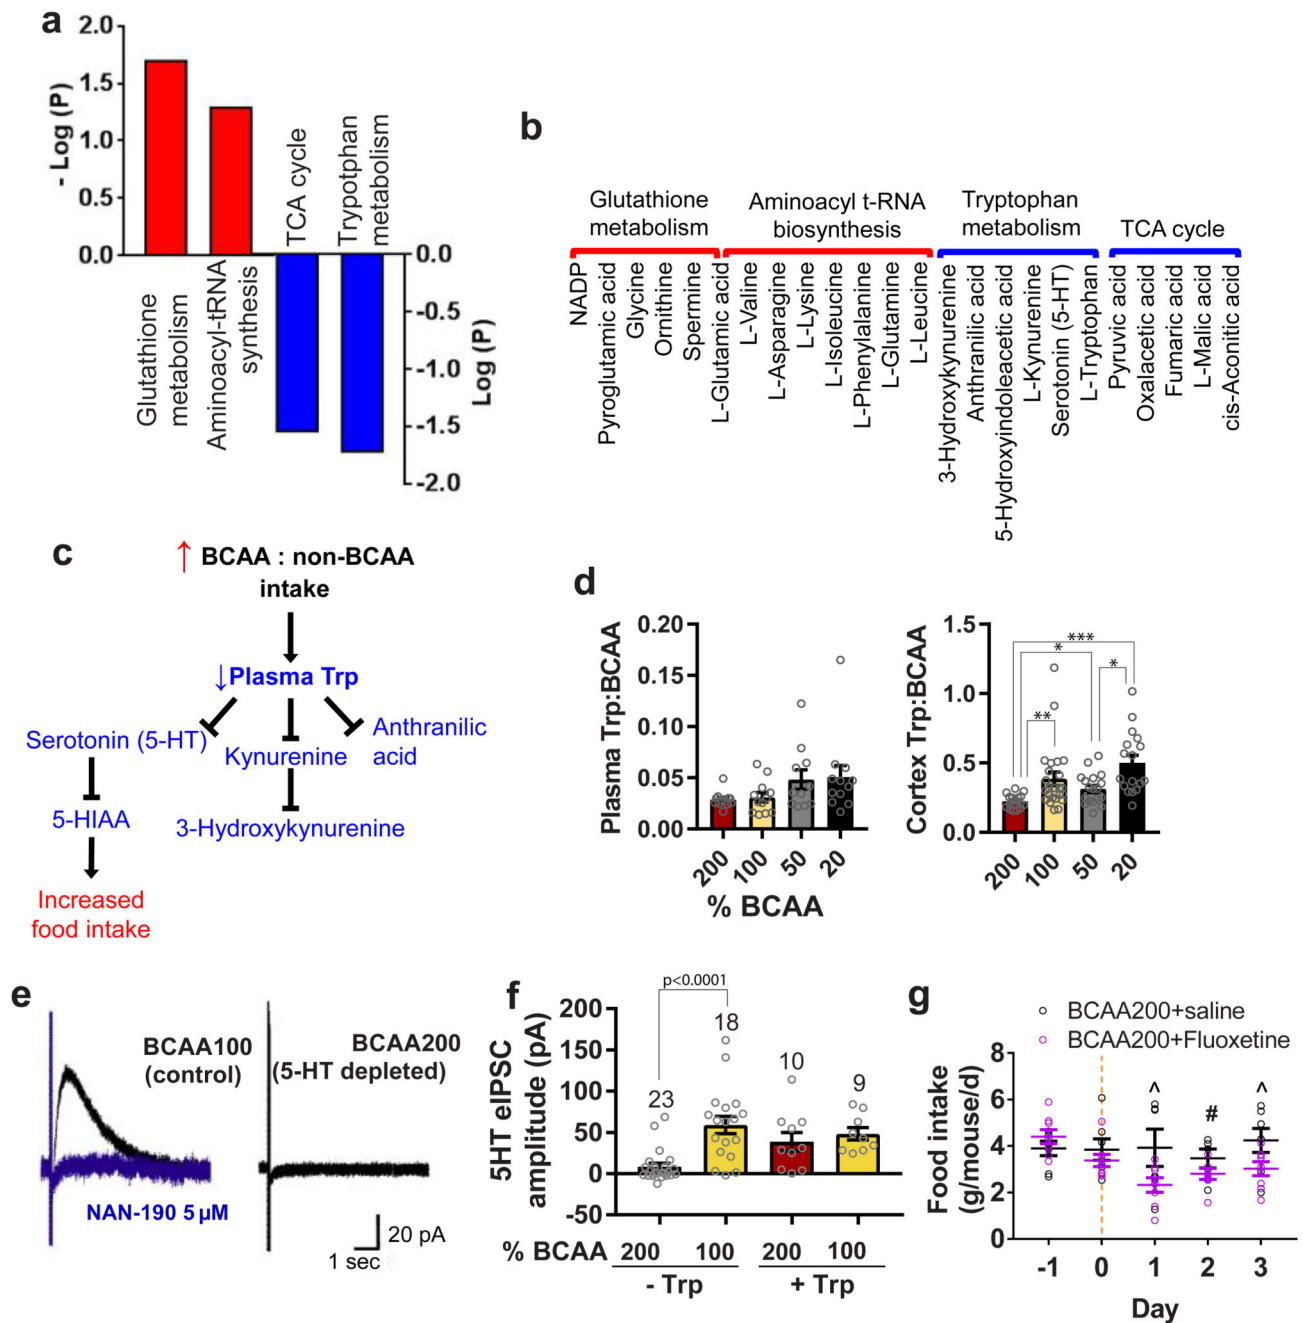 a
2.0
1.5
1.0
0.5
0.0
- Log (P)
TCA cycle
Trypotphan
metabolism
Glutathione
metabolism
Aminoacyl-tRNA
synthesis
0.0
-0.5
-1.0
-1.5
-2.0
Log (P)
b
Glutathione
metabolism
Aminoacyl t-RNA
biosynthesis
Tryptophan
metabolism
TCA cycle
NADP
Pyroglutamic acid
Glycine
Ornithine
Spermine
L-Glutamic acid
L-Valine
L-Asparagine
L-Lysine
L-Isoleucine
L-Phenylalanine
L-Glutamine
L-Leucine
3-Hydroxykynurenine
Anthranilic acid
5-Hydroxyindoleacetic acid
L-Kynurenine
Serotonin (5-HT)
L-Tryptophan
Pyruvic acid
Oxalacetic acid
Fumaric acid
L-Malic acid
cis-Aconitic acid
c
↑ BCAA : non-BCAA
intake
↓Plasma Trp
Serotonin (5-HT)
Kynurenine
Anthranilic
acid
5-HIAA
3-Hydroxykynurenine
Increased
food intake
d
Plasma Trp:BCAA
0.20
0.15
0.10
0.05
0.00
200
100
50
20
% BCAA
Cortex Trp:BCAA
1.5
1.0
0.5
0.0
***
*
*
**
200
100
50
20
e
BCAA100
(control)
BCAA200
(5-HT depleted)
NAN-190 5 µM
20 pA
1 sec
f
5HT eIPSC
amplitude (pA)
200
150
100
50
0
-50
p<0.0001
23
18
10
9
% BCAA 200 100 200 100
- Trp + Trp
g
BCAA200+saline
BCAA200+Fluoxetine
Food intake
(g/mouse/d)
8
6
4
2
0
^
#
^
-1 0 1 2 3
Day